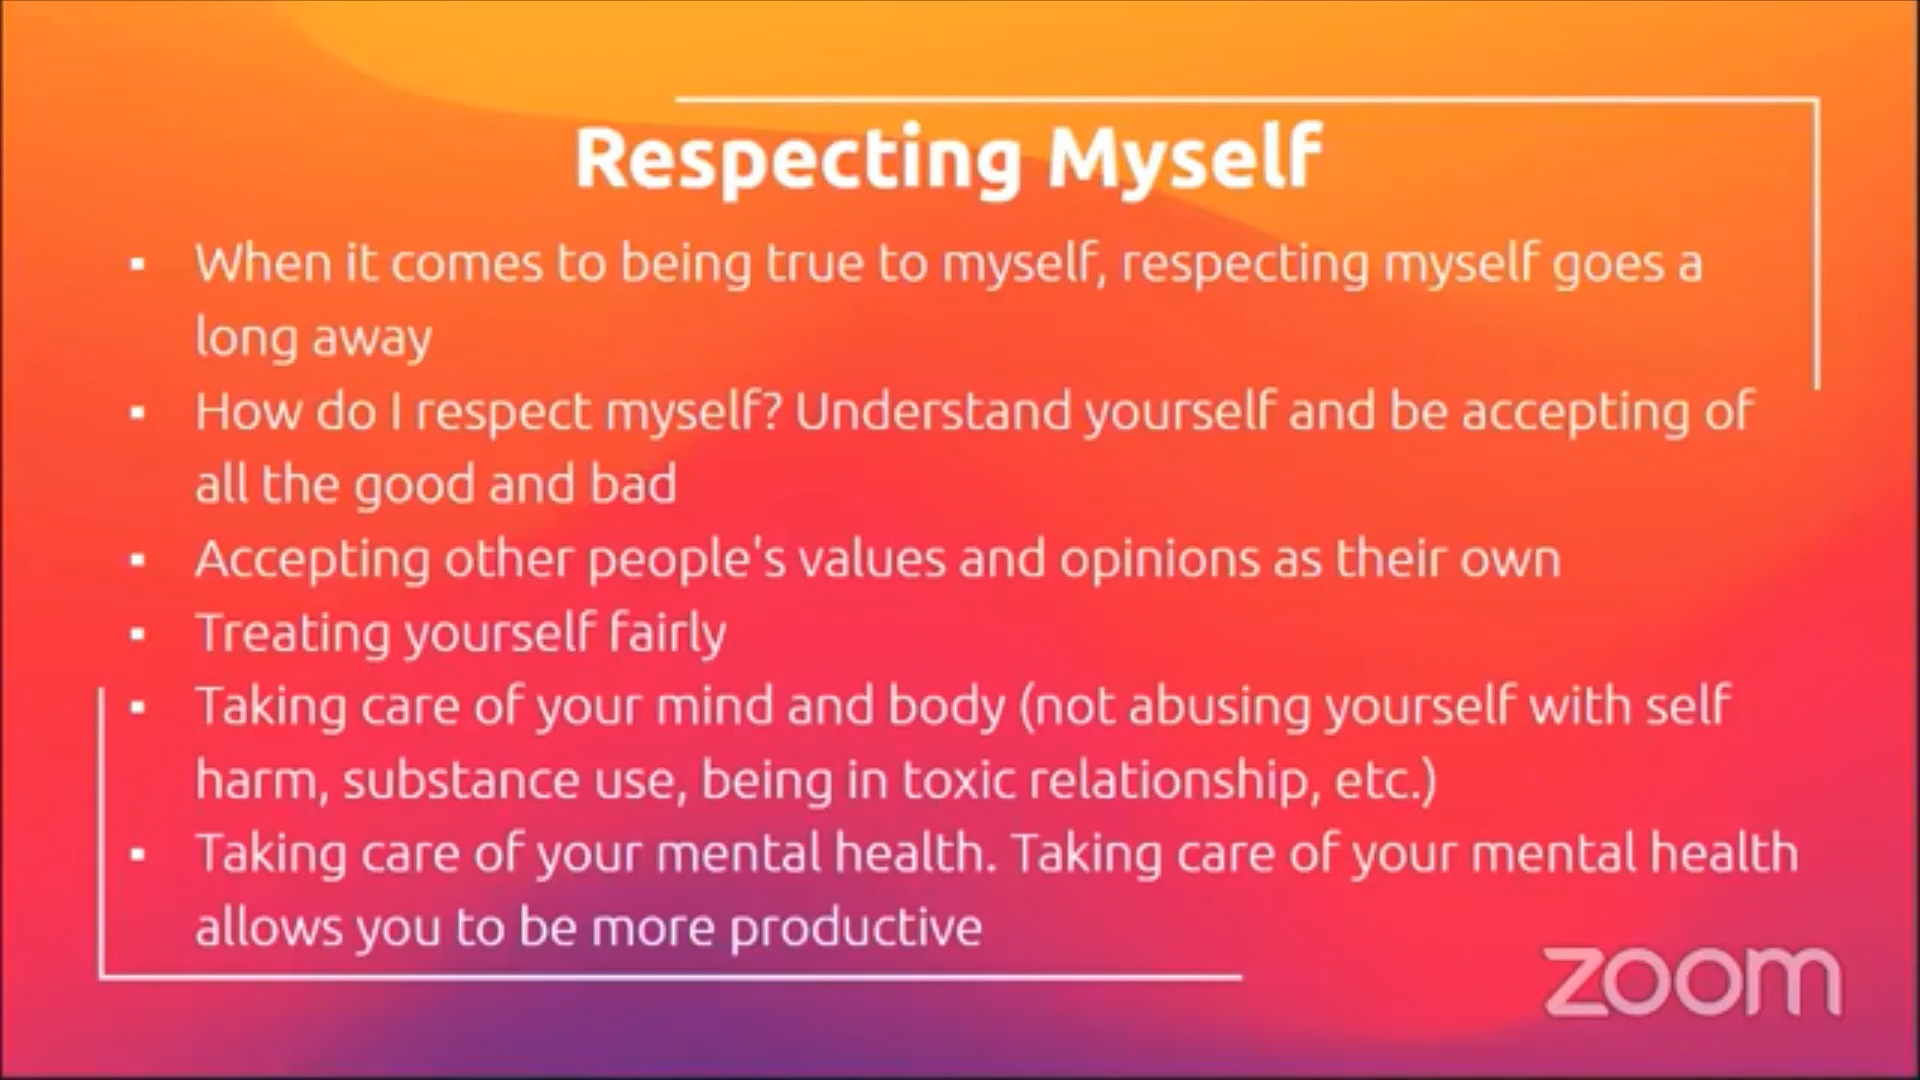 Respecting Myself
▪ When it comes to being true to myself, respecting myself goes a
long away
▪ How do I respect myself? Understand yourself and be accepting of
all the good and bad
▪ Accepting other people's values and opinions as their own
▪ Treating yourself fairly
▪ Taking care of your mind and body (not abusing yourself with self
harm, substance use, being in toxic relationship, etc.)
▪ Taking care of your mental health. Taking care of your mental health
allows you to be more productive
zoom